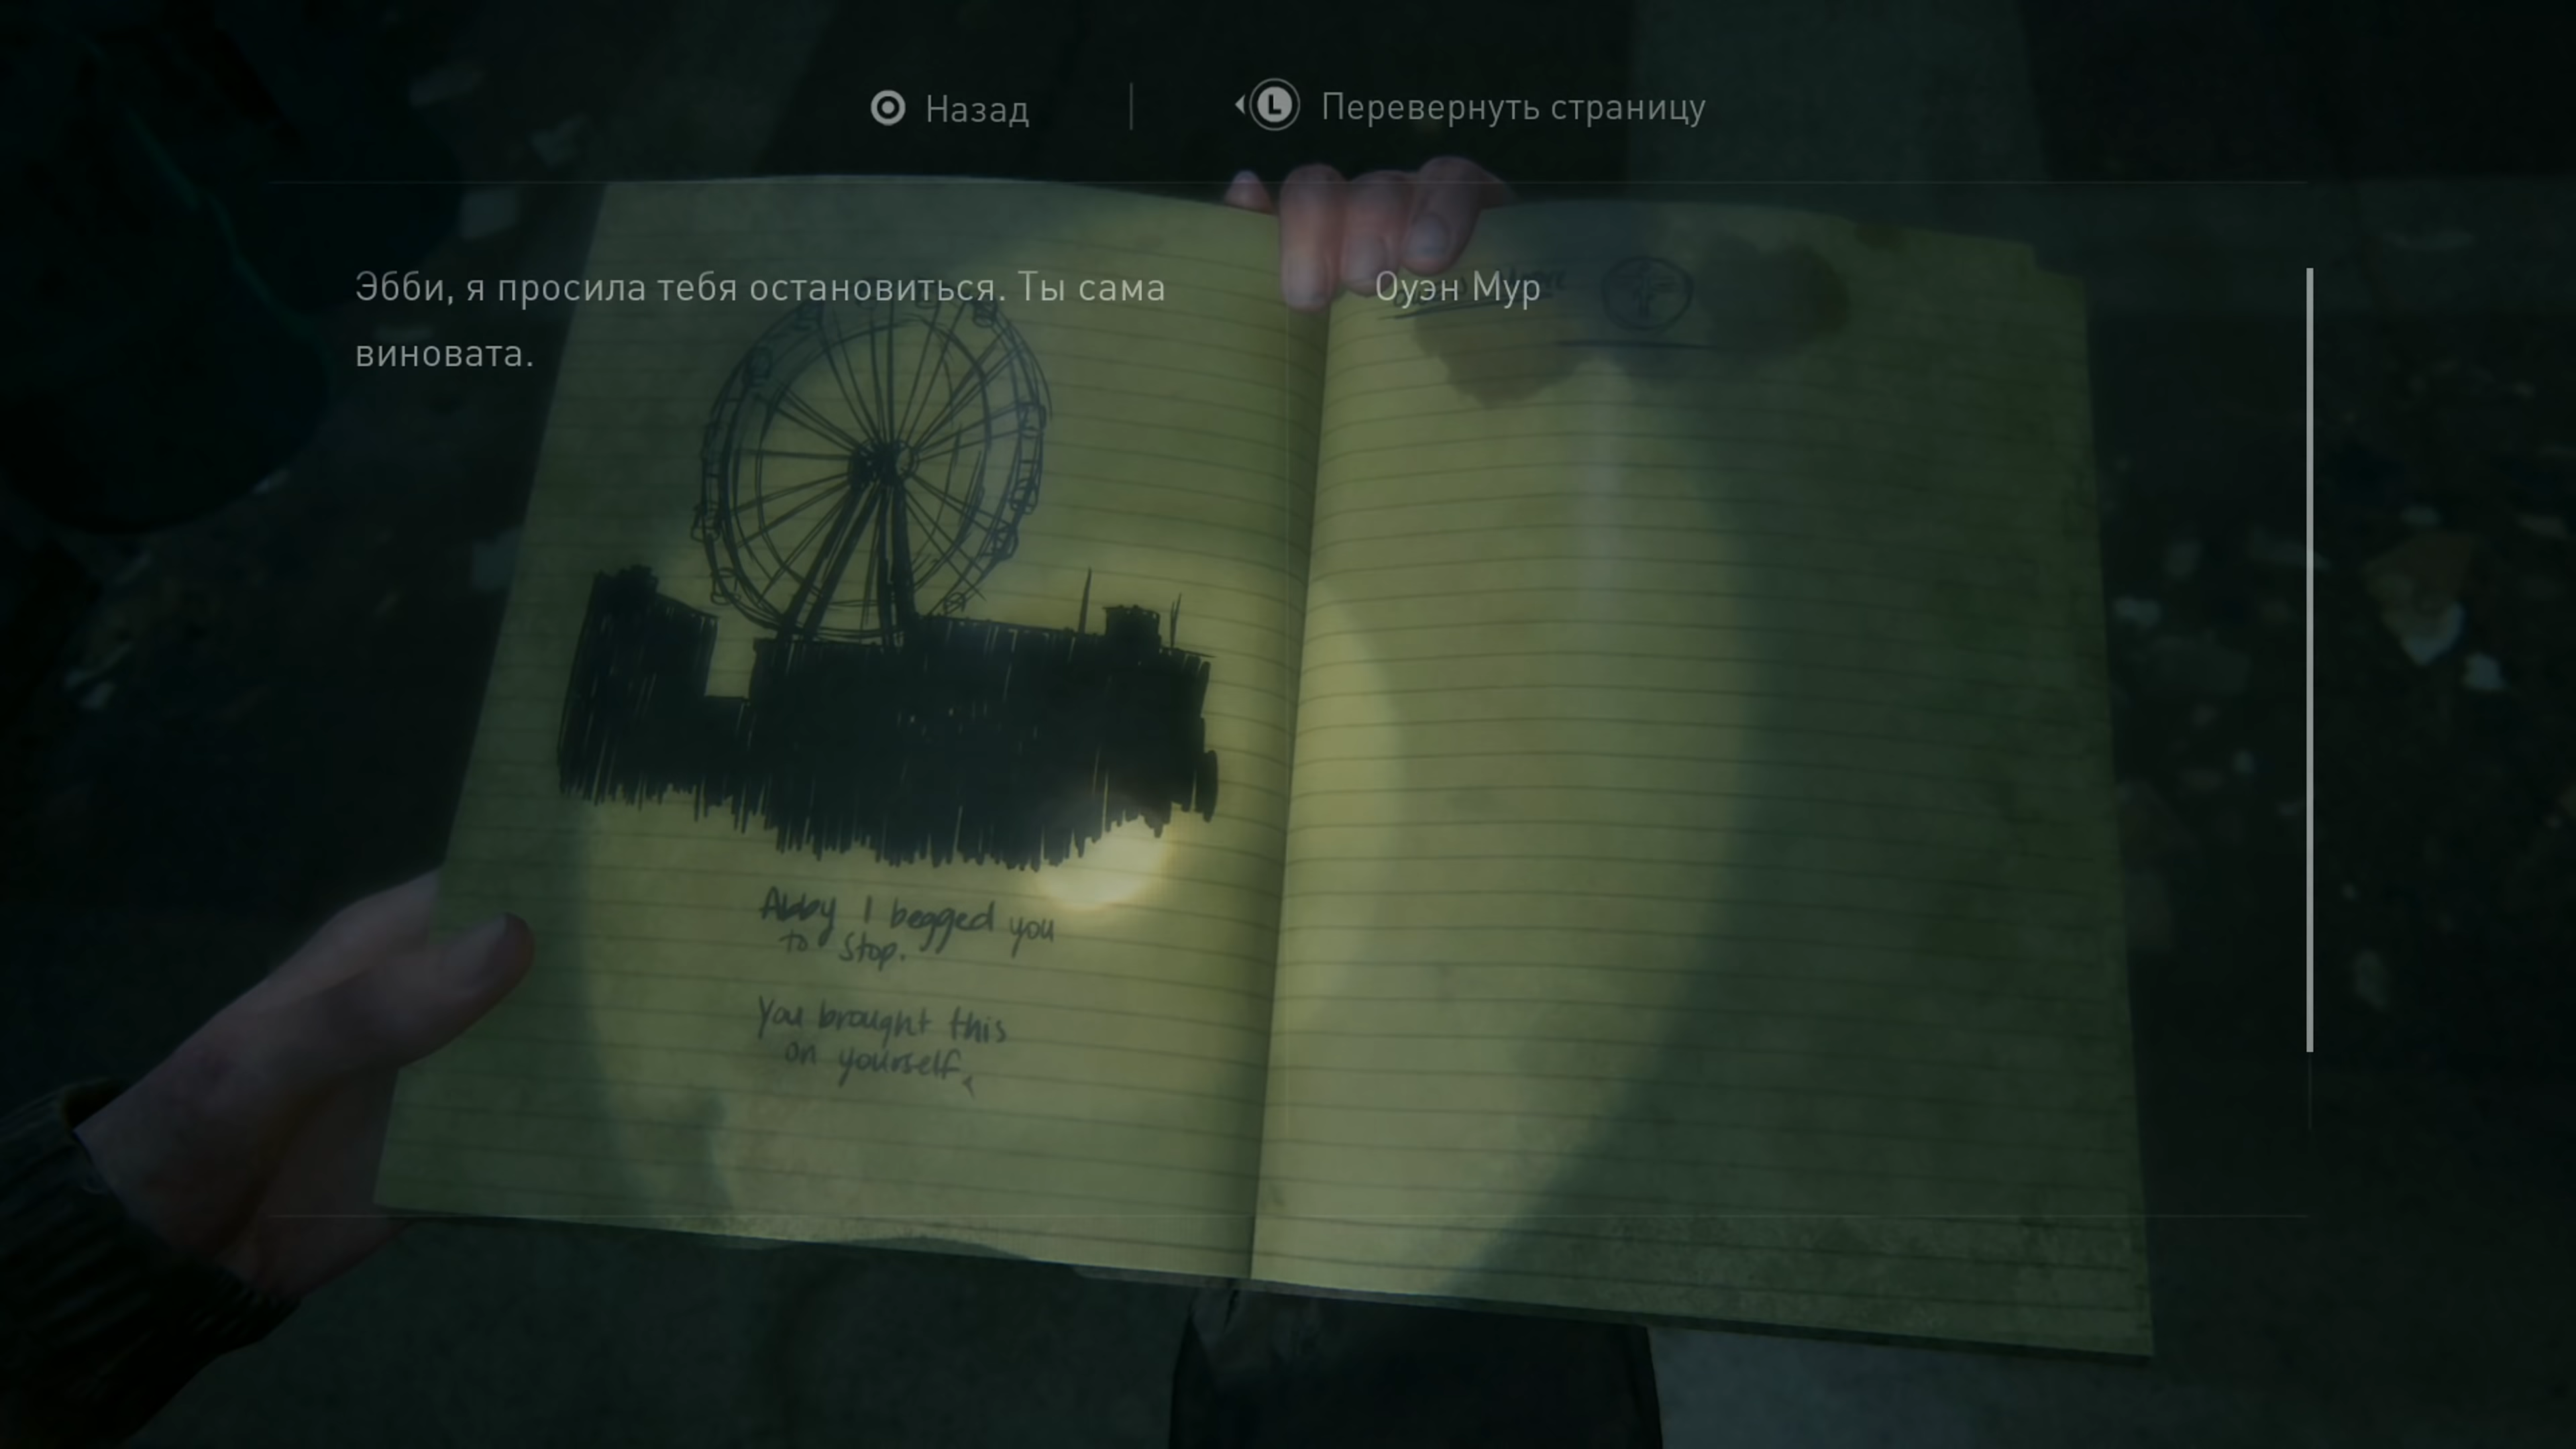 Назад
L Перевернуть страницу
Эбби, я просила тебя остановиться. Ты сама
виновата.
Оуэн Мур
Abby I begged you
to stop.
You brought this
on yourself.